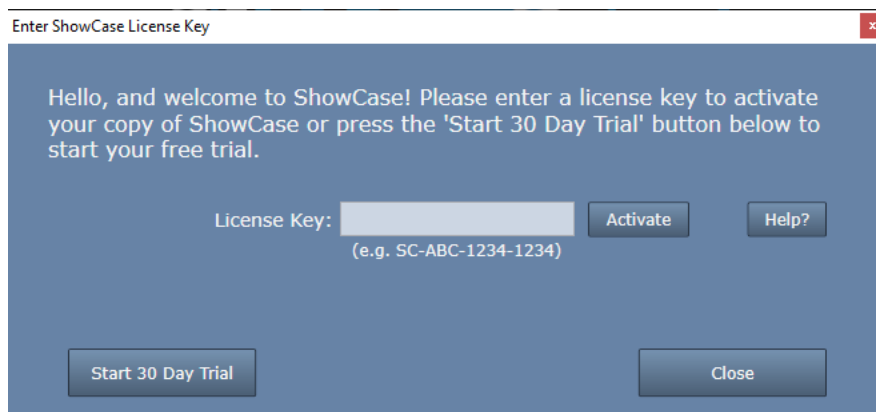 Enter ShowCase License Key
x
Hello, and welcome to ShowCase! Please enter a license key to activate
your copy of ShowCase or press the 'Start 30 Day Trial' button below to
start your free trial.
License Key: Activate Help?
(e.g. SC-ABC-1234-1234)
Start 30 Day Trial Close